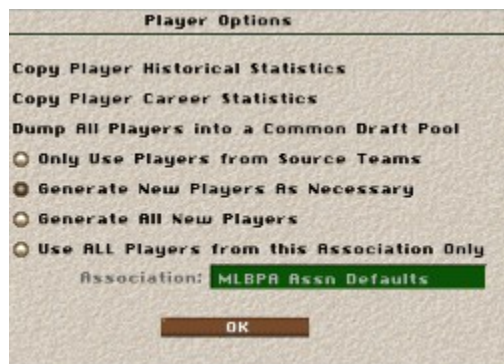 Player Options
Copy Player Historical Statistics
Copy Player Career Statistics
Dump All Players into a Common Draft Pool
Only Use Players from Source Teams
Generate New Players As Necessary
Generate All New Players
Use ALL Players from this Association Only
Association: MLBPA Assn Defaults
OK